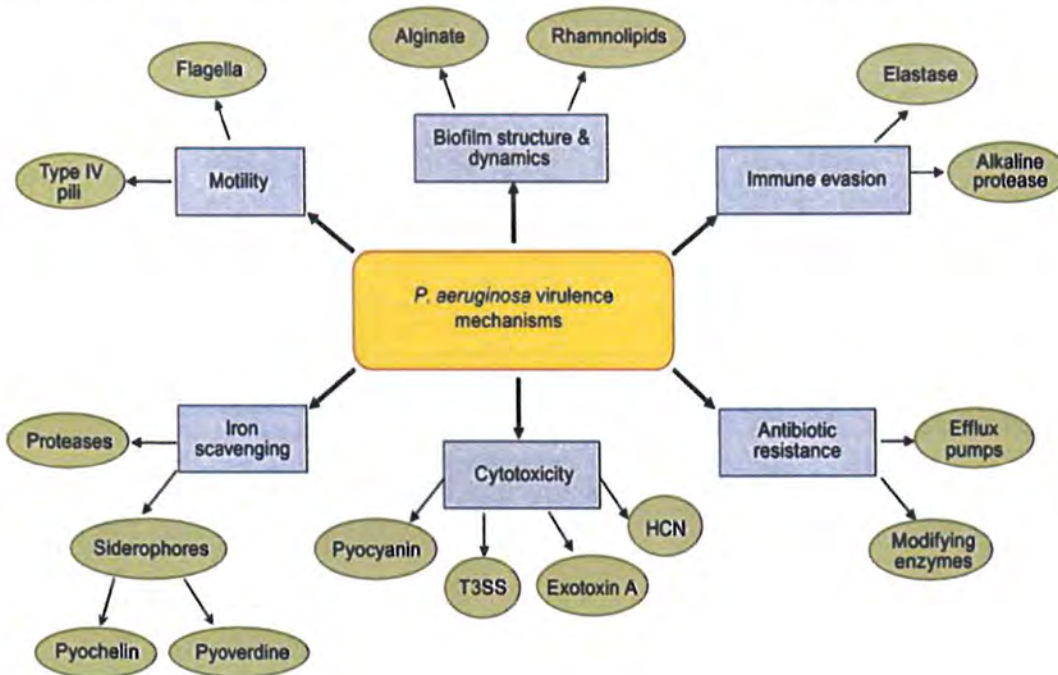 Alginate
Rhamnolipids
Flagella
Elastase
Biofilm structure &
dynamics
Type IV
pili
Motility
Immune evasion
Alkaline
protease
P. aeruginosa virulence
mechanisms
Proteases
Iron
scavenging
Antibiotic
resistance
Efflux
pumps
Cytotoxicity
Siderophores
Pyocyanin
HCN
Modifying
enzymes
T3SS
Exotoxin A
Pyochelin
Pyoverdine